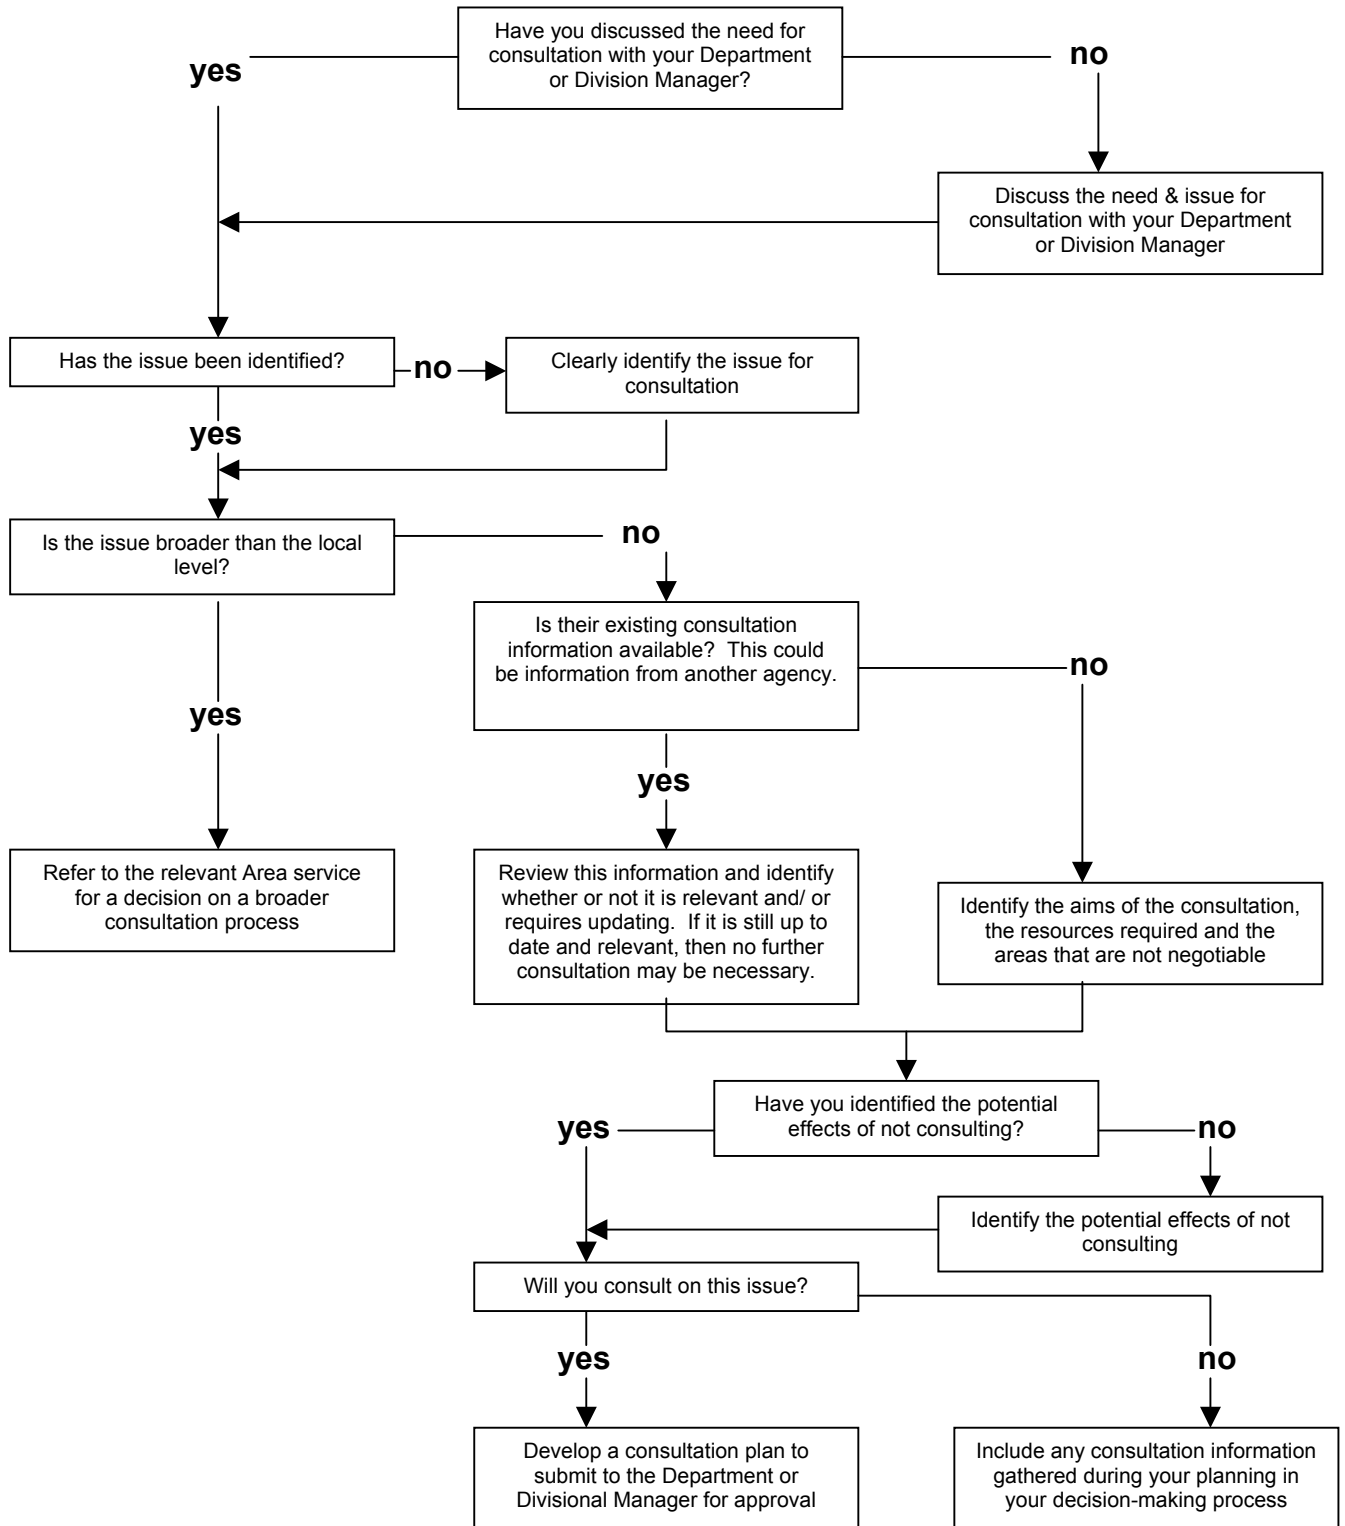 Have you discussed the need for
consultation with your Department
or Division Manager?
yes
no
Discuss the need & issue for
consultation with your Department
or Division Manager
Has the issue been identified?
no
Clearly identify the issue for
consultation
yes
Is the issue broader than the local
level?
no
Is their existing consultation
information available?  This could
be information from another agency.
no
yes
yes
Refer to the relevant Area service
for a decision on a broader
consultation process
Review this information and identify
whether or not it is relevant and/ or
requires updating.  If it is still up to
date and relevant, then no further
consultation may be necessary.
Identify the aims of the consultation,
the resources required and the
areas that are not negotiable
Have you identified the potential
effects of not consulting?
yes
no
Identify the potential effects of not
consulting
Will you consult on this issue?
yes
no
Develop a consultation plan to
submit to the Department or
Divisional Manager for approval
Include any consultation information
gathered during your planning in
your decision-making process